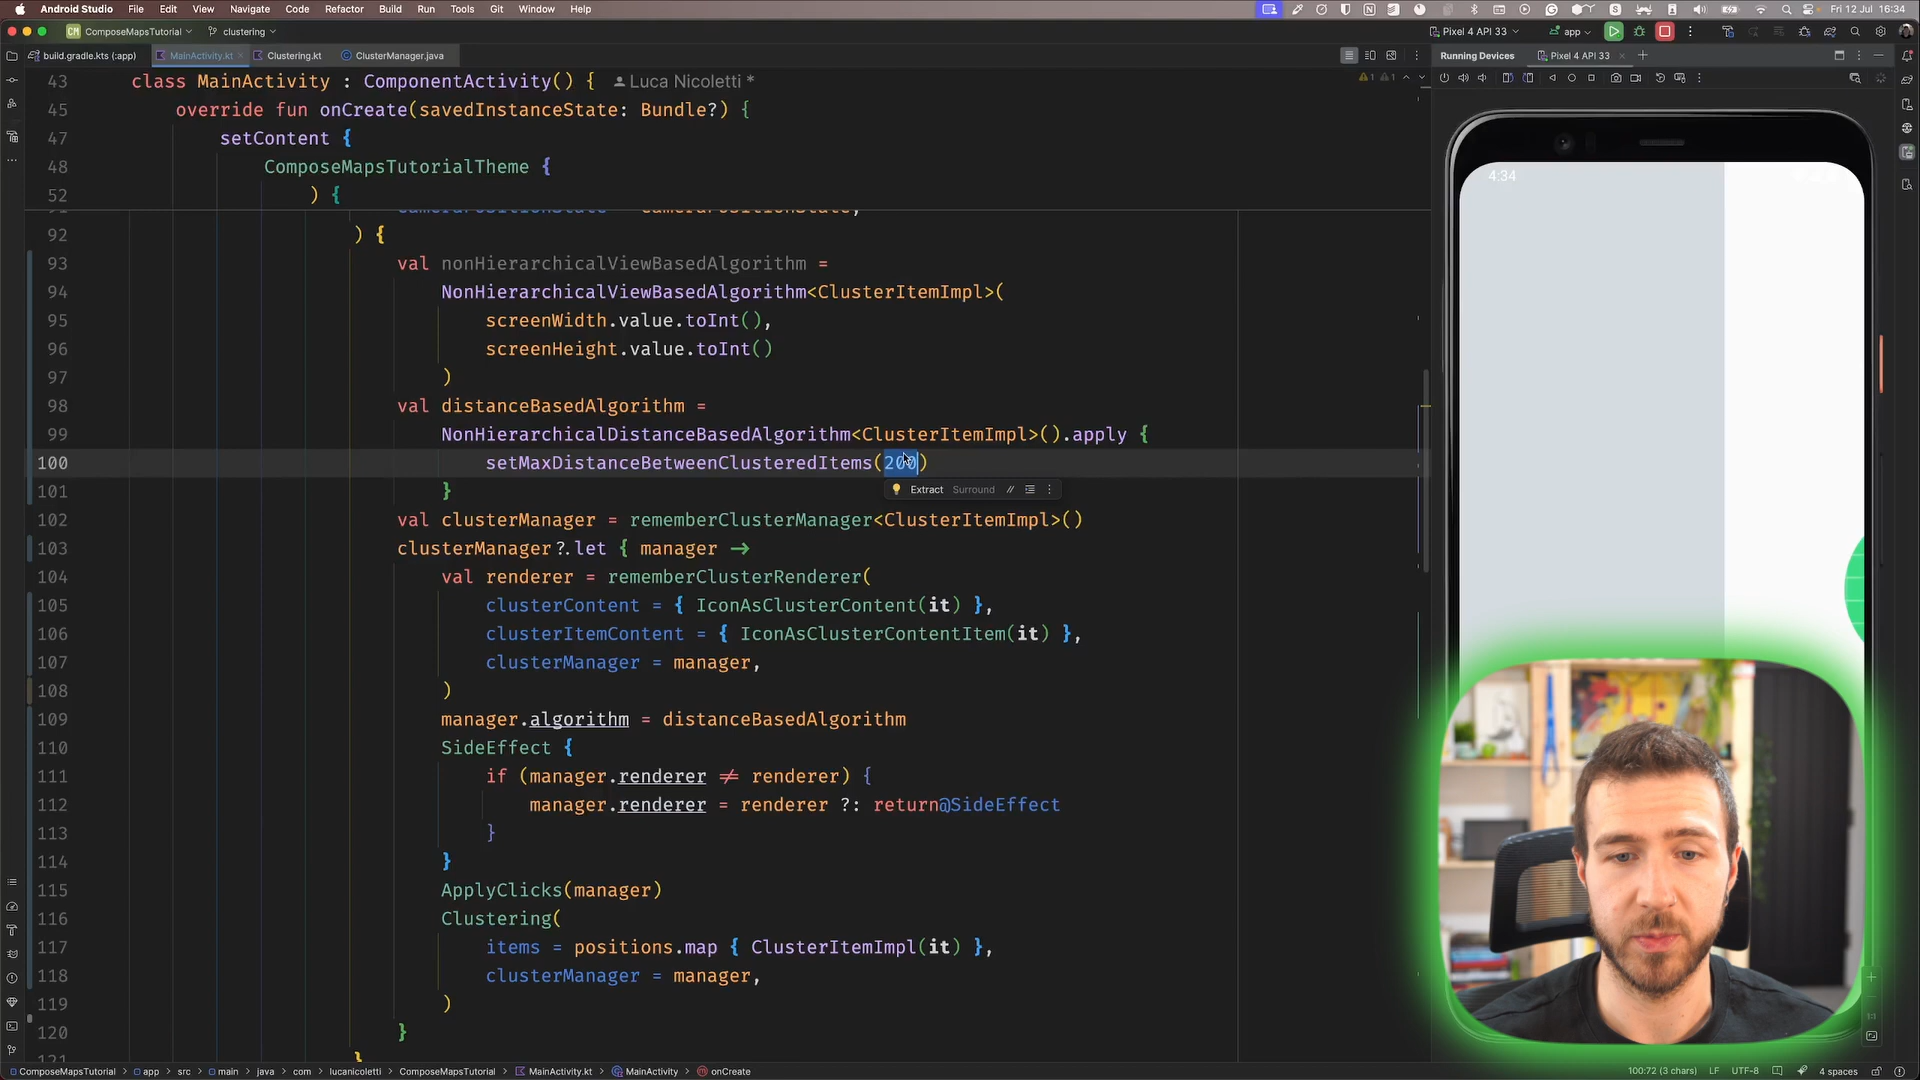 Android Studio File Edit View Navigate Code Refactor Build Run Tools Git Window Help Fri 12 Jul 16:34
CM ComposeMapsTutorial clustering Pixel 4 API 33 app
build.gradle.kts (:app) MainActivity.kt Clustering.kt ClusterManager.java Running Devices Pixel 4 API 33
43 class MainActivity : ComponentActivity() { Luca Nicoletti * 1 1
45 override fun onCreate(savedInstanceState: Bundle?) {
47 setContent {
48 ComposeMapsTutorialTheme {
52 ) {
4:34
92 ) {
93 val nonHierarchicalViewBasedAlgorithm =
94 NonHierarchicalViewBasedAlgorithm<ClusterItemImpl>(
95 screenWidth.value.toInt(),
96 screenHeight.value.toInt()
97 )
98 val distanceBasedAlgorithm =
99 NonHierarchicalDistanceBasedAlgorithm<ClusterItemImpl>().apply {
100 setMaxDistanceBetweenClusteredItems(200)
101 }
Extract Surround //
102 val clusterManager = rememberClusterManager<ClusterItemImpl>()
103 clusterManager?.let { manager →
104 val renderer = rememberClusterRenderer(
105 clusterContent = { IconAsClusterContent(it) },
106 clusterItemContent = { IconAsClusterContentItem(it) },
107 clusterManager = manager,
108 )
109 manager.algorithm = distanceBasedAlgorithm
110 SideEffect {
111 if (manager.renderer ≠ renderer) {
112 manager.renderer = renderer ?: return@SideEffect
113 }
114 }
115 ApplyClicks(manager)
116 Clustering(
117 items = positions.map { ClusterItemImpl(it) },
118 clusterManager = manager,
119 )
120 }
121 }
ComposeMapsTutorial app src main java com lucanicoletti ComposeMapsTutorial MainActivity.kt MainActivity onCreate 100:72 (3 chars) LF UTF-8 4 spaces